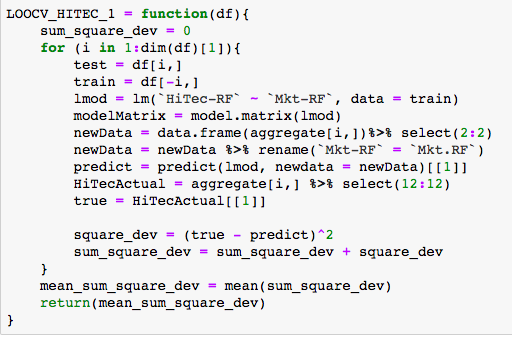 LOOCV_HITEC_1 = function(df){
    sum_square_dev = 0
    for (i in 1:dim(df)[1]){
        test = df[i,]
        train = df[-i,]
        lmod = lm(`HiTec-RF` ~ `Mkt-RF`, data = train)
        modelMatrix = model.matrix(lmod)
        newData = data.frame(aggregate[i,])%>% select(2:2)
        newData = newData %>% rename(`Mkt-RF` = `Mkt.RF`)
        predict = predict(lmod, newdata = newData)[[1]]
        HiTecActual = aggregate[i,] %>% select(12:12)
        true = HiTecActual[[1]]

        square_dev = (true - predict)^2
        sum_square_dev = sum_square_dev + square_dev
    }
    mean_sum_square_dev = mean(sum_square_dev)
    return(mean_sum_square_dev)
}